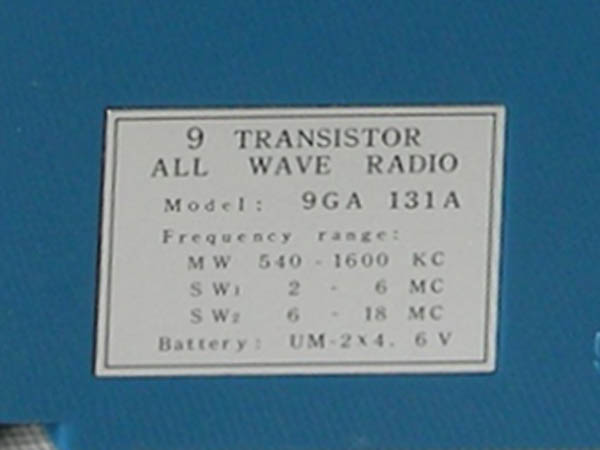 9 TRANSISTOR
ALL WAVE RADIO
Model: 9GA 131A
Frequency range:
MW 540 - 1600 KC
SW1 2 - 6 MC
SW2 6 - 18 MC
Battery: UM-2x4. 6V